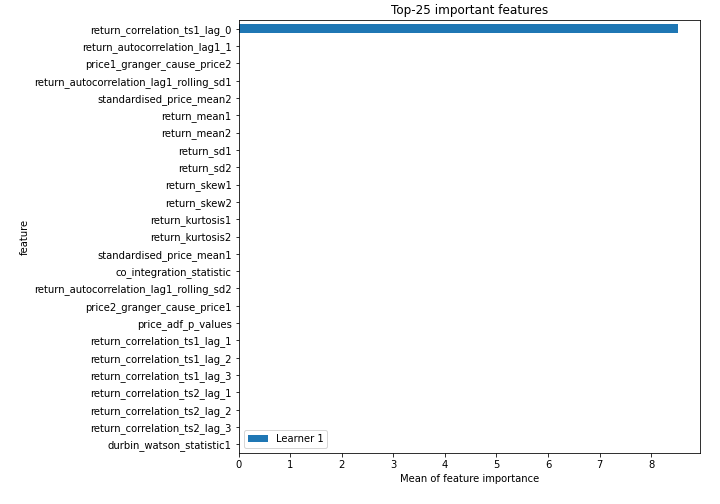 Top-25 important features
return_correlation_ts1_lag_0
return_autocorrelation_lag1_1
price1_granger_cause_price2
return_autocorrelation_lag1_rolling_sd1
standardised_price_mean2
return_mean1
return_mean2
return_sd1
return_sd2
return_skew1
return_skew2
return_kurtosis1
return_kurtosis2
standardised_price_mean1
co_integration_statistic
return_autocorrelation_lag1_rolling_sd2
price2_granger_cause_price1
price_adf_p_values
return_correlation_ts1_lag_1
return_correlation_ts1_lag_2
return_correlation_ts1_lag_3
return_correlation_ts2_lag_1
return_correlation_ts2_lag_2
return_correlation_ts2_lag_3
durbin_watson_statistic1
feature
Learner 1
0 1 2 3 4 5 6 7 8
Mean of feature importance